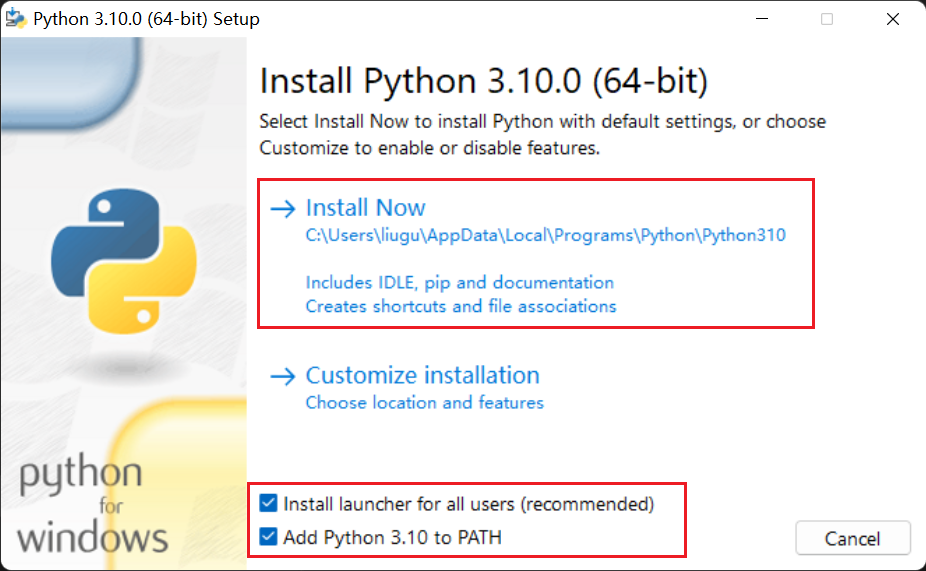 Python 3.10.0 (64-bit) Setup
Install Python 3.10.0 (64-bit)
Select Install Now to install Python with default settings, or choose
Customize to enable or disable features.
→ Install Now
C:\Users\liugu\AppData\Local\Programs\Python\Python310
Includes IDLE, pip and documentation
Creates shortcuts and file associations
→ Customize installation
Choose location and features
python
for
windows
Install launcher for all users (recommended)
Add Python 3.10 to PATH
Cancel